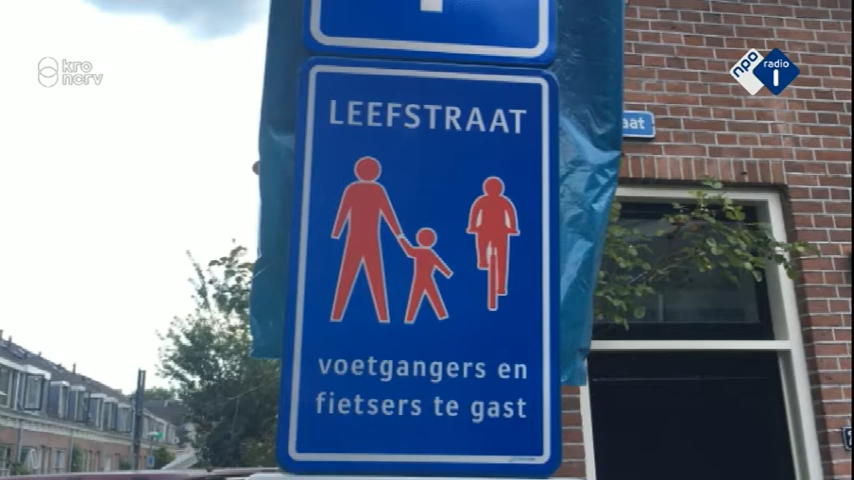 kro
ncrv
npo
radio
1
LEEFSTRAAT
aat
voetgangers en
fietsers te gast